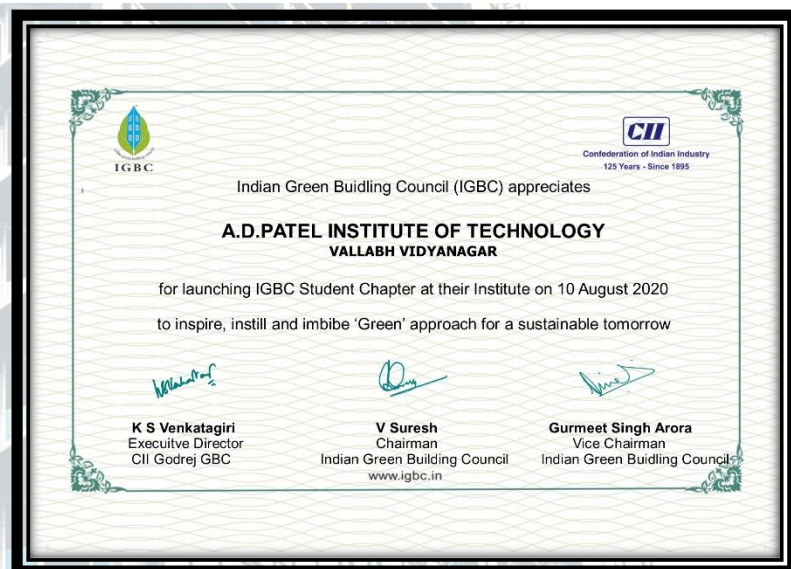 IGBC
CII
Confederation of Indian Industry
125 Years - Since 1895
Indian Green Buidling Council (IGBC) appreciates
A.D.PATEL INSTITUTE OF TECHNOLOGY
VALLABH VIDYANAGAR
for launching IGBC Student Chapter at their Institute on 10 August 2020
to inspire, instill and imbibe ‘Green’ approach for a sustainable tomorrow
K S Venkatagiri
V Suresh
Gurmeet Singh Arora
Execuitve Director
Chairman
Vice Chairman
CII Godrej GBC
Indian Green Building Council
Indian Green Buidling Council
www.igbc.in